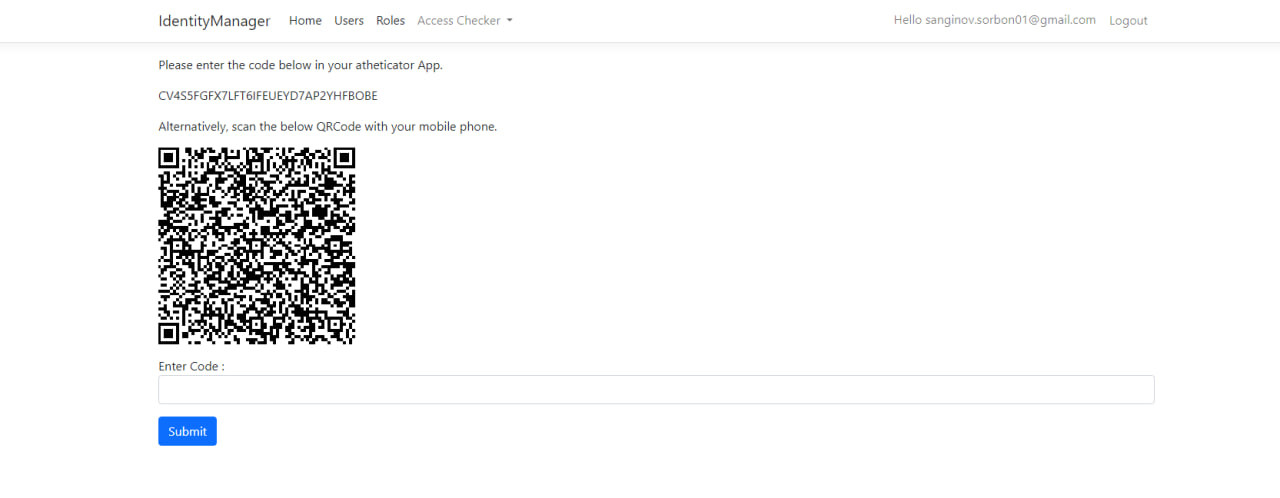 IdentityManager Home Users Roles Access Checker Hello sanginov.sorbon01@gmail.com Logout
Please enter the code below in your atheticator App.
CV4S5FGFX7LFT6IFEUEYD7AP2YHFBOBE
Alternatively, scan the below QRCode with your mobile phone.
Enter Code :
Submit